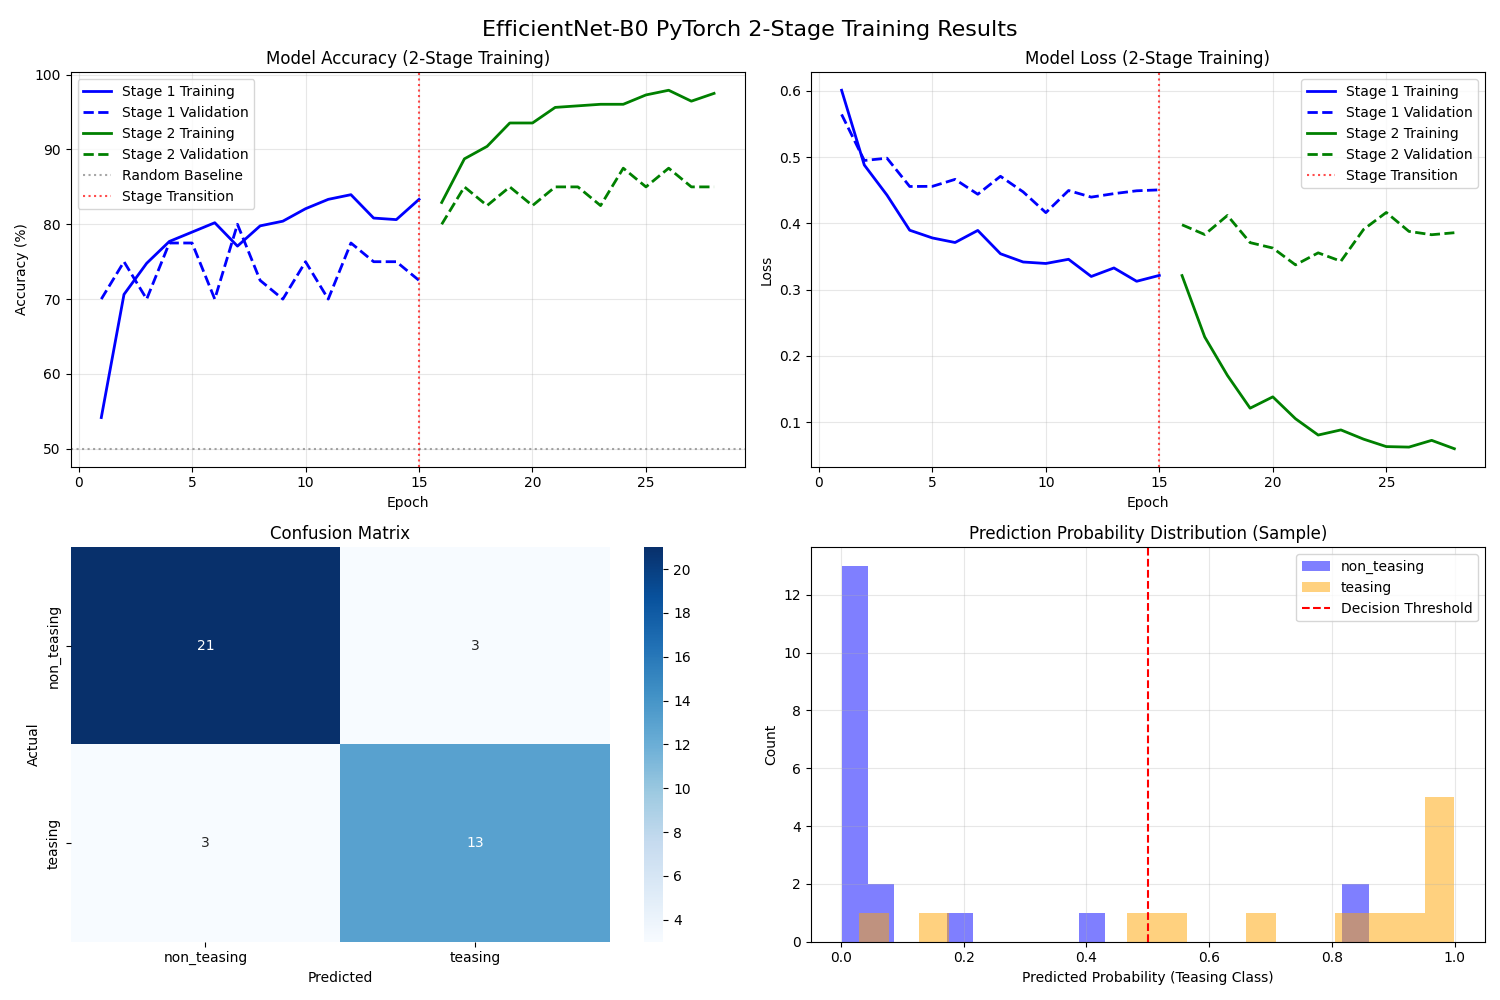 EfficientNet-B0 PyTorch 2-Stage Training Results
Model Accuracy (2-Stage Training)
100
90
80
70
60
50
Accuracy (%)
0
5
10
15
20
25
Epoch
Stage 1 Training
Stage 1 Validation
Stage 2 Training
Stage 2 Validation
Random Baseline
Stage Transition
Model Loss (2-Stage Training)
0.6
0.5
0.4
0.3
0.2
0.1
Loss
0
5
10
15
20
25
Epoch
Stage 1 Training
Stage 1 Validation
Stage 2 Training
Stage 2 Validation
Stage Transition
Confusion Matrix
Actual
non_teasing
teasing
21
3
3
13
non_teasing
teasing
Predicted
20
18
16
14
12
10
8
6
4
Prediction Probability Distribution (Sample)
12
10
8
6
4
2
0
Count
0.0
0.2
0.4
0.6
0.8
1.0
Predicted Probability (Teasing Class)
non_teasing
teasing
Decision Threshold